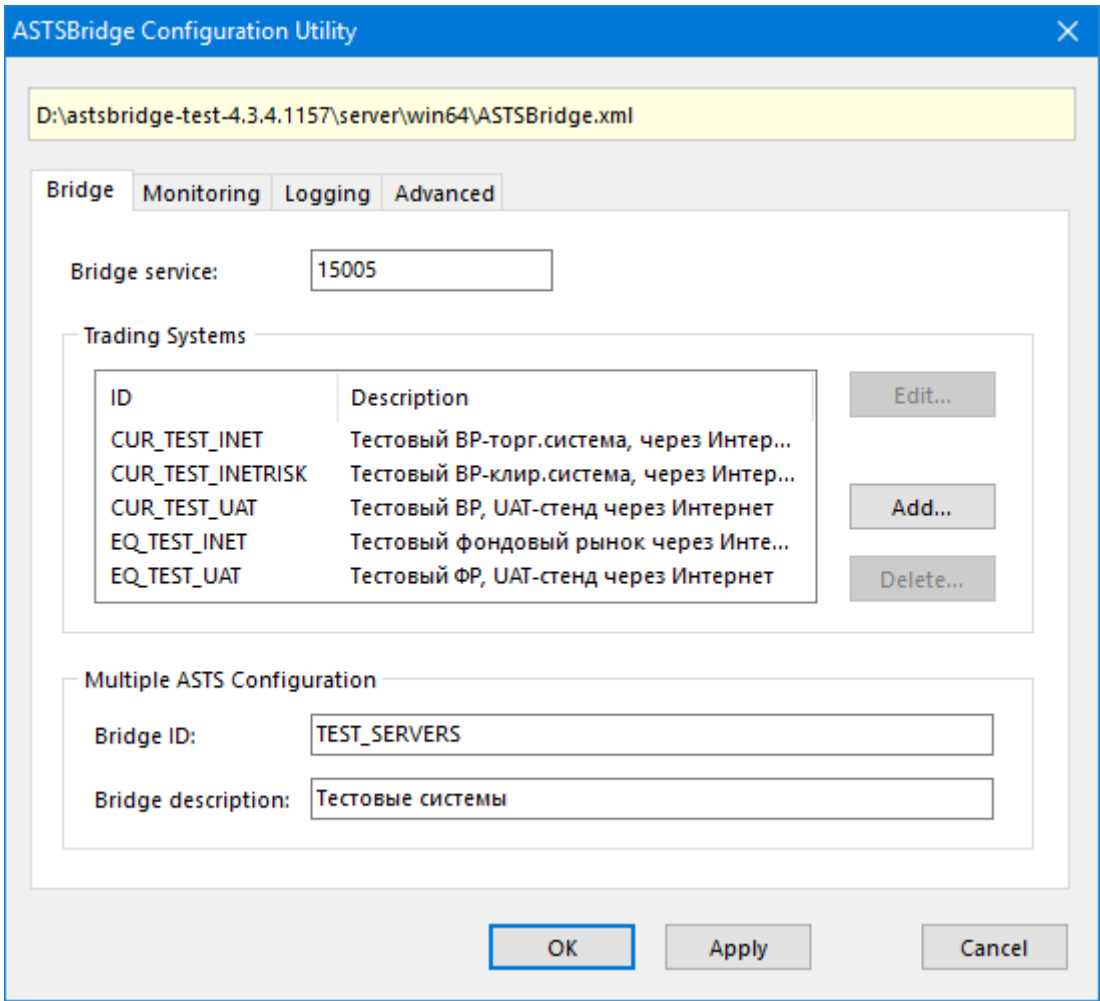 ASTSBridge Configuration Utility
D:\astsbridge-test-4.3.4.1157\server\win64\ASTSBridge.xml
Bridge Monitoring Logging Advanced
Bridge service: 15005
Trading Systems
ID Description Edit...
CUR_TEST_INET Тестовый ВР-торг.система, через Интер...
CUR_TEST_INETRISK Тестовый ВР-клир.система, через Интер...
CUR_TEST_UAT Тестовый ВР, UAT-стенд через Интернет Add...
EQ_TEST_INET Тестовый фондовый рынок через Инте...
EQ_TEST_UAT Тестовый ФР, UAT-стенд через Интернет Delete...
Multiple ASTS Configuration
Bridge ID: TEST_SERVERS
Bridge description: Тестовые системы
OK Apply Cancel